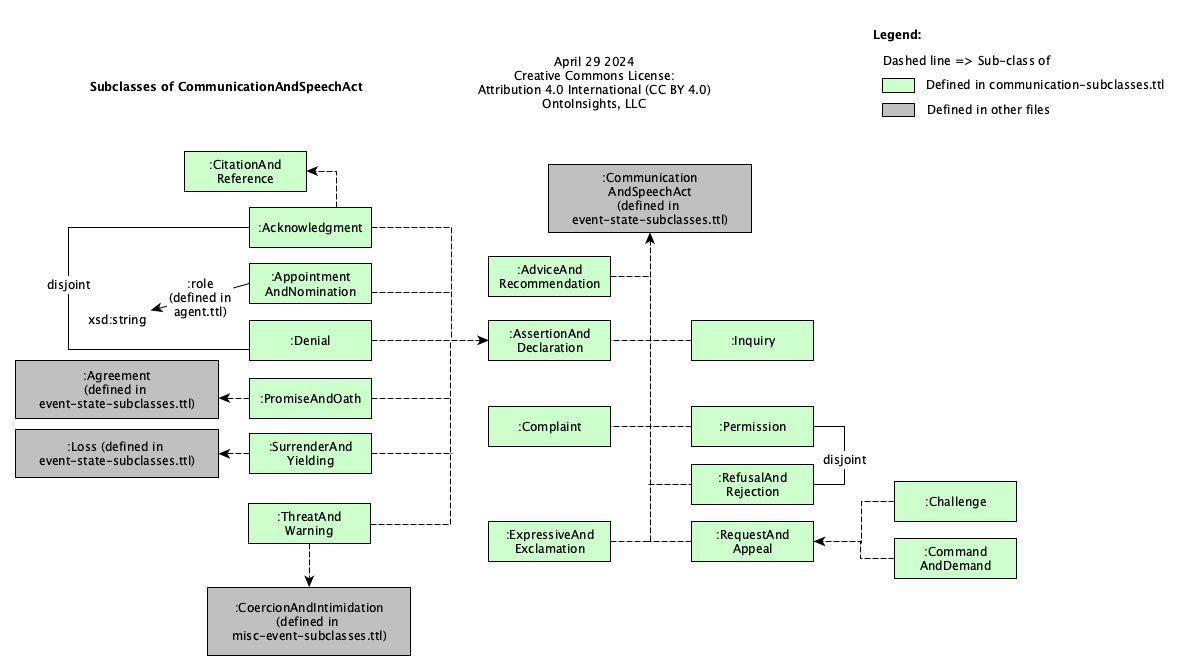 Legend:
Dashed line => Sub-class of
Defined in communication-subclasses.ttl
Defined in other files
Subclasses of CommunicationAndSpeechAct
April 29 2024
Creative Commons License:
Attribution 4.0 International (CC BY 4.0)
OntoInsights, LLC
:CitationAnd
Reference
:Acknowledgment
:Appointment
AndNomination
:role
(defined in
agent.ttl)
xsd:string
disjoint
:Denial
:Agreement
(defined in
event-state-subclasses.ttl)
:PromiseAndOath
:Loss (defined in
event-state-subclasses.ttl)
:SurrenderAnd
Yielding
:ThreatAnd
Warning
:CoercionAndIntimidation
(defined in
misc-event-subclasses.ttl)
:Communication
AndSpeechAct
(defined in
event-state-subclasses.ttl)
:AdviceAnd
Recommendation
:AssertionAnd
Declaration
:Inquiry
:Complaint
:Permission
disjoint
:RefusalAnd
Rejection
:ExpressiveAnd
Exclamation
:RequestAnd
Appeal
:Challenge
:Command
AndDemand